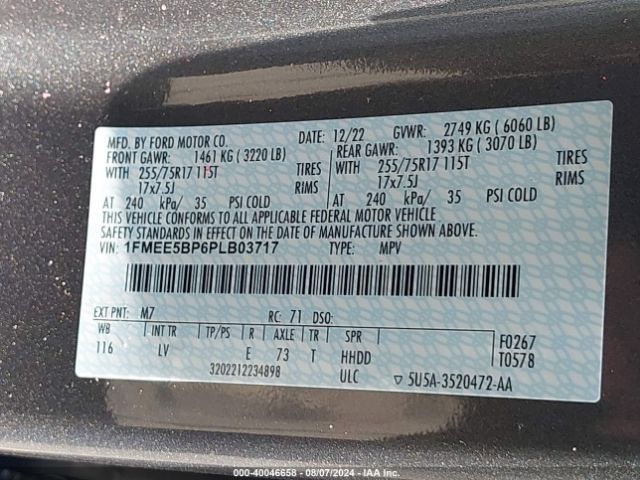 MFD. BY FORD MOTOR CO.
DATE: 12/22 GVWR: 2749 KG ( 6060 LB)
FRONT GAWR: 1461 KG ( 3220 LB)
REAR GAWR: 1393 KG ( 3070 LB)
WITH 255/75R17 115T TIRES
WITH 255/75R17 115T TIRES
17x7.5J RIMS
17x7.5J RIMS
AT 240 kPa/ 35 PSI COLD
AT 240 kPa/ 35 PSI COLD
THIS VEHICLE CONFORMS TO ALL APPLICABLE FEDERAL MOTOR VEHICLE
SAFETY STANDARDS IN EFFECT ON THE DATE OF MANUFACTURE SHOWN ABOVE.
VIN: 1FMEE5BP6PLB03717 TYPE: MPV
EXT PNT: M7 RC: 71 DSO:
WB INT TR TP/PS R AXLE TR SPR
116 LV E 73 T HHDD
F0267
T0578
3202212234898 ULC ▽ 5U5A-3520472-AA
000-40046658 - 08/07/2024 - IAA Inc.